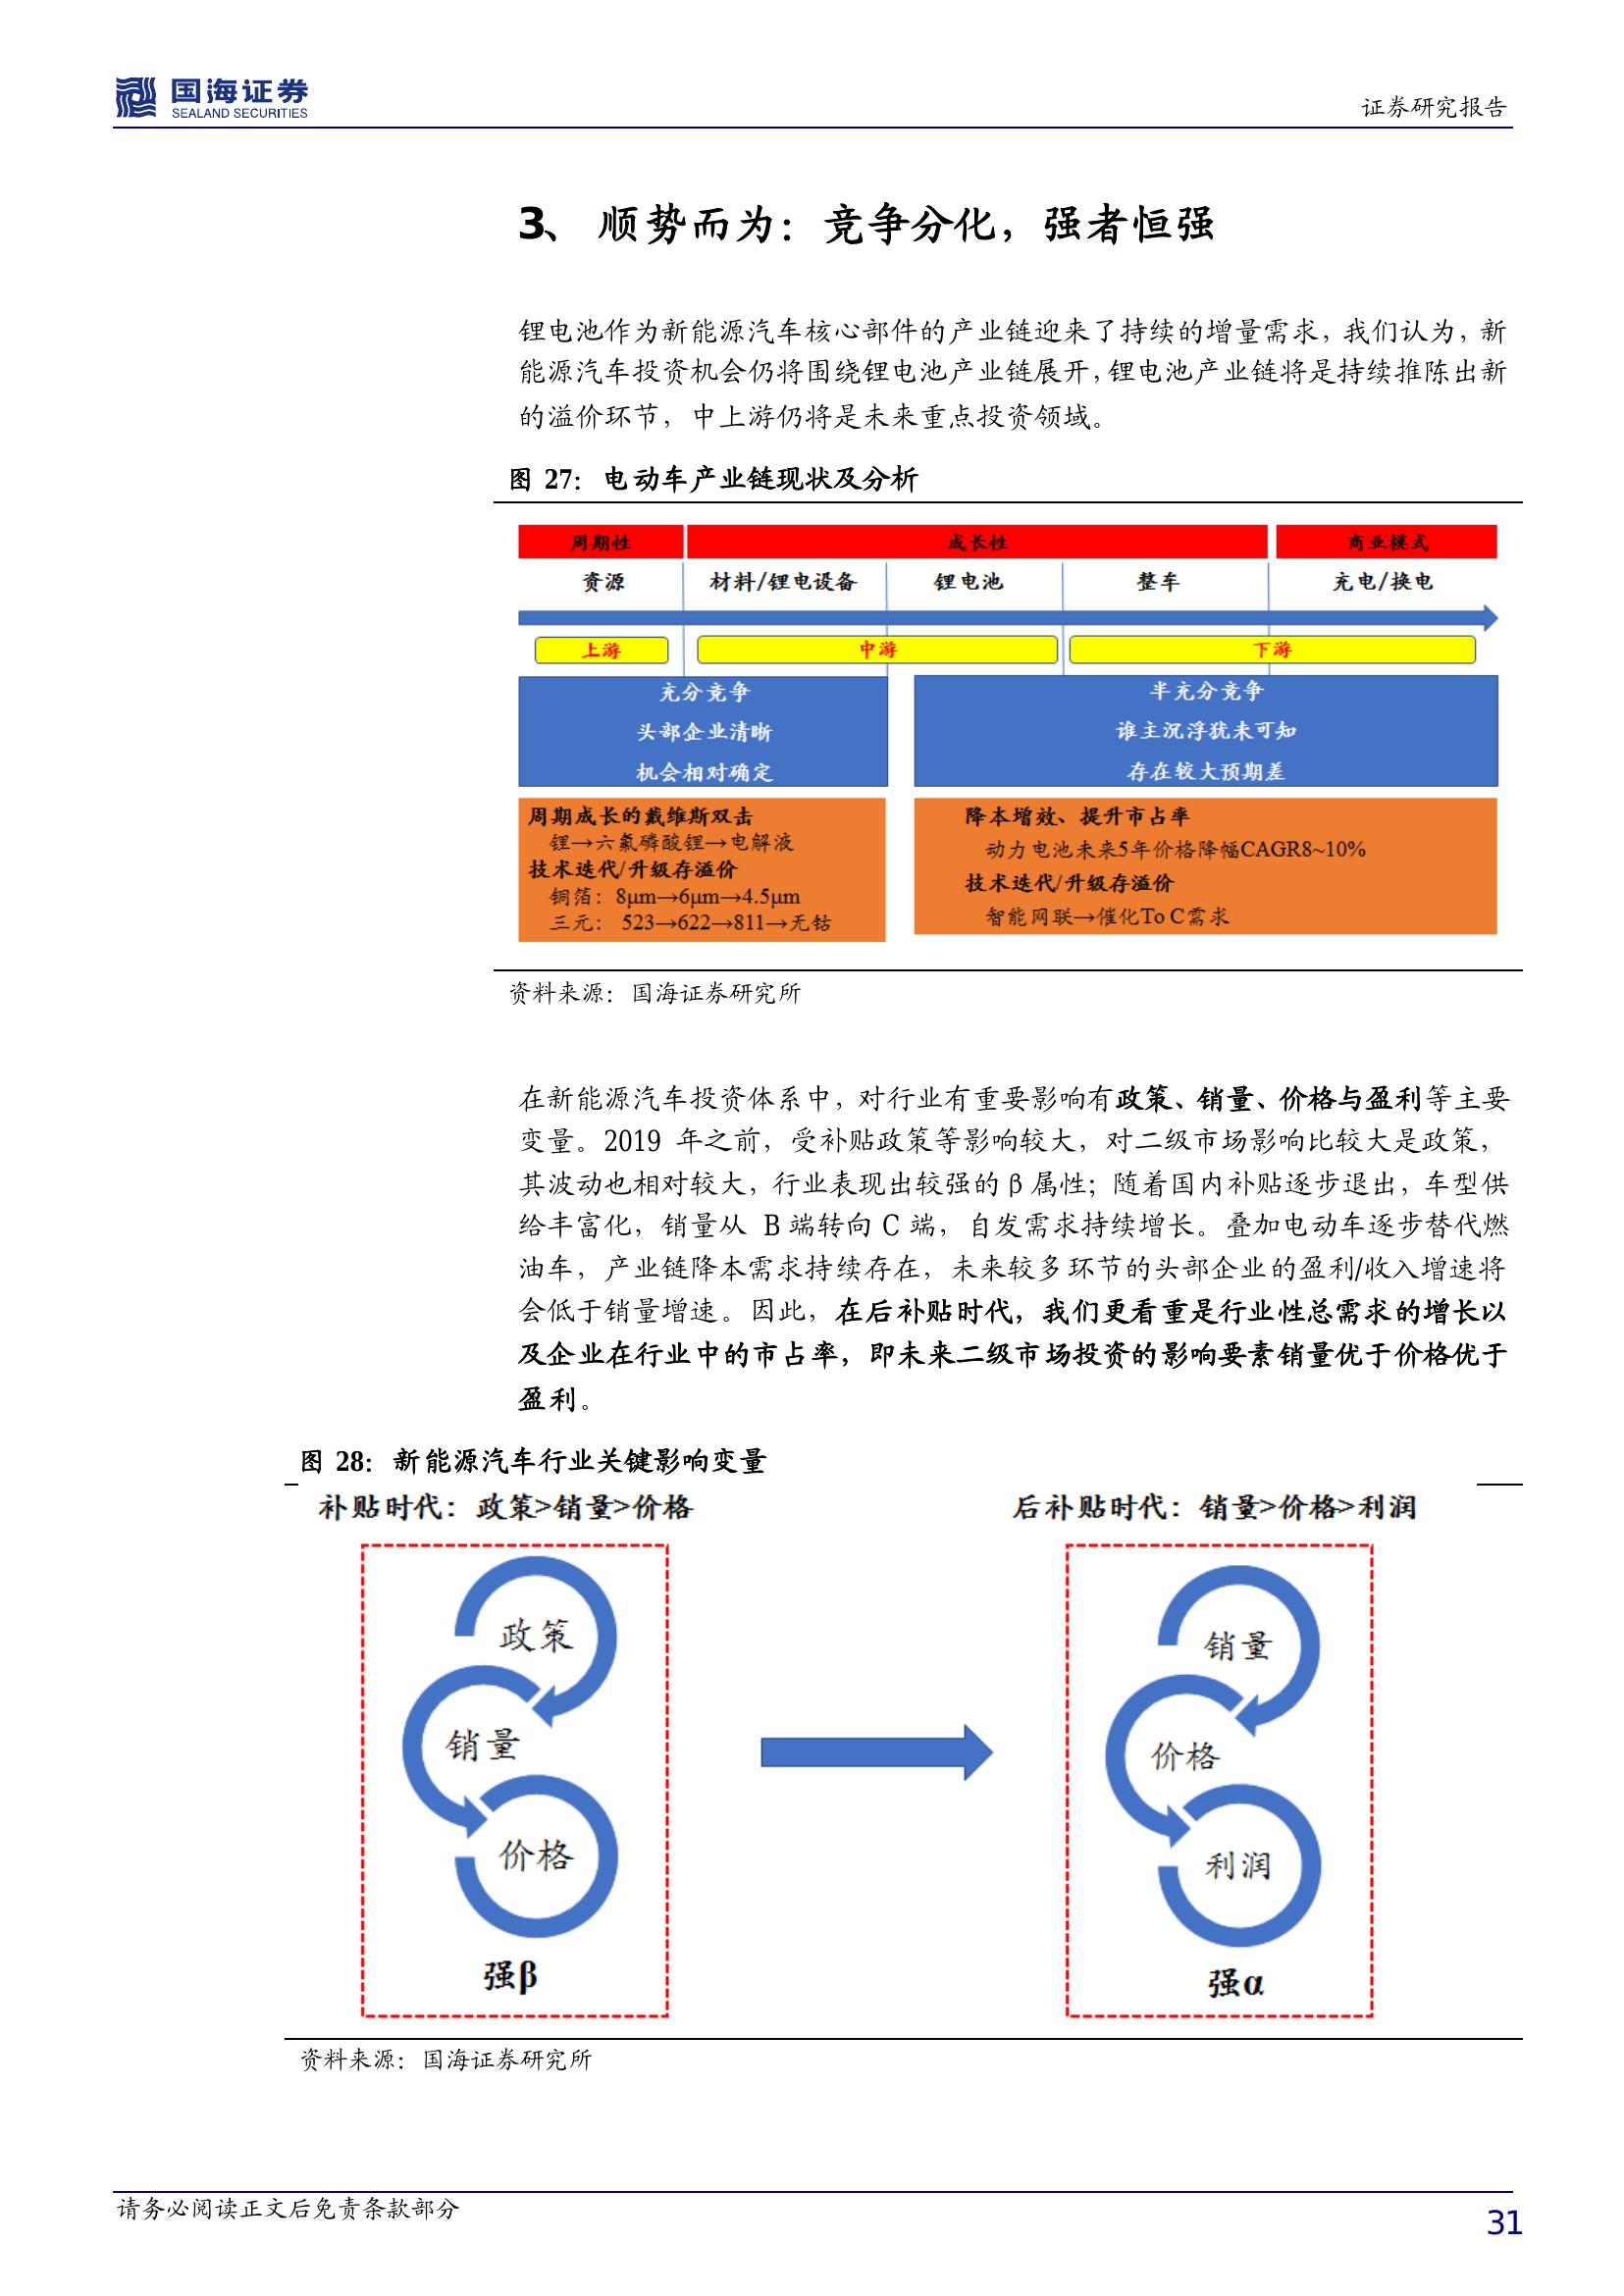 国海证券
SEALAND SECURITIES
证券研究报告
3、 顺势而为：竞争分化，强者恒强
锂电池作为新能源汽车核心部件的产业链迎来了持续的增量需求，我们认为，新
能源汽车投资机会仍将围绕锂电池产业链展开，锂电池产业链将是持续推陈出新
的溢价环节，中上游仍将是未来重点投资领域。
图 27：电动车产业链现状及分析
周期性 成长性 商业模式
资源 材料/锂电设备 锂电池 整车 充电/换电
上游 中游 下游
充分竞争
头部企业清晰
机会相对确定
半充分竞争
谁主沉浮犹未可知
存在较大预期差
周期成长的戴维斯双击
锂→六氟磷酸锂→电解液
技术迭代/升级存溢价
铜箔：8μm→6μm→4.5μm
三元： 523→622→811→无钴
降本增效、提升市占率
动力电池未来5年价格降幅CAGR8~10%
技术迭代/升级存溢价
智能网联→催化To C需求
资料来源：国海证券研究所
在新能源汽车投资体系中，对行业有重要影响有政策、销量、价格与盈利等主要
变量。2019 年之前，受补贴政策等影响较大，对二级市场影响比较大是政策，
其波动也相对较大，行业表现出较强的 β 属性；随着国内补贴逐步退出，车型供
给丰富化，销量从 B 端转向 C 端，自发需求持续增长。叠加电动车逐步替代燃
油车，产业链降本需求持续存在，未来较多环节的头部企业的盈利/收入增速将
会低于销量增速。因此，在后补贴时代，我们更看重是行业性总需求的增长以
及企业在行业中的市占率，即未来二级市场投资的影响要素销量优于价格优于
盈利。
图 28：新能源汽车行业关键影响变量
补贴时代：政策>销量>价格
政策
销量
价格
强β
后补贴时代：销量>价格>利润
销量
价格
利润
强α
资料来源：国海证券研究所
请务必阅读正文后免责条款部分
31